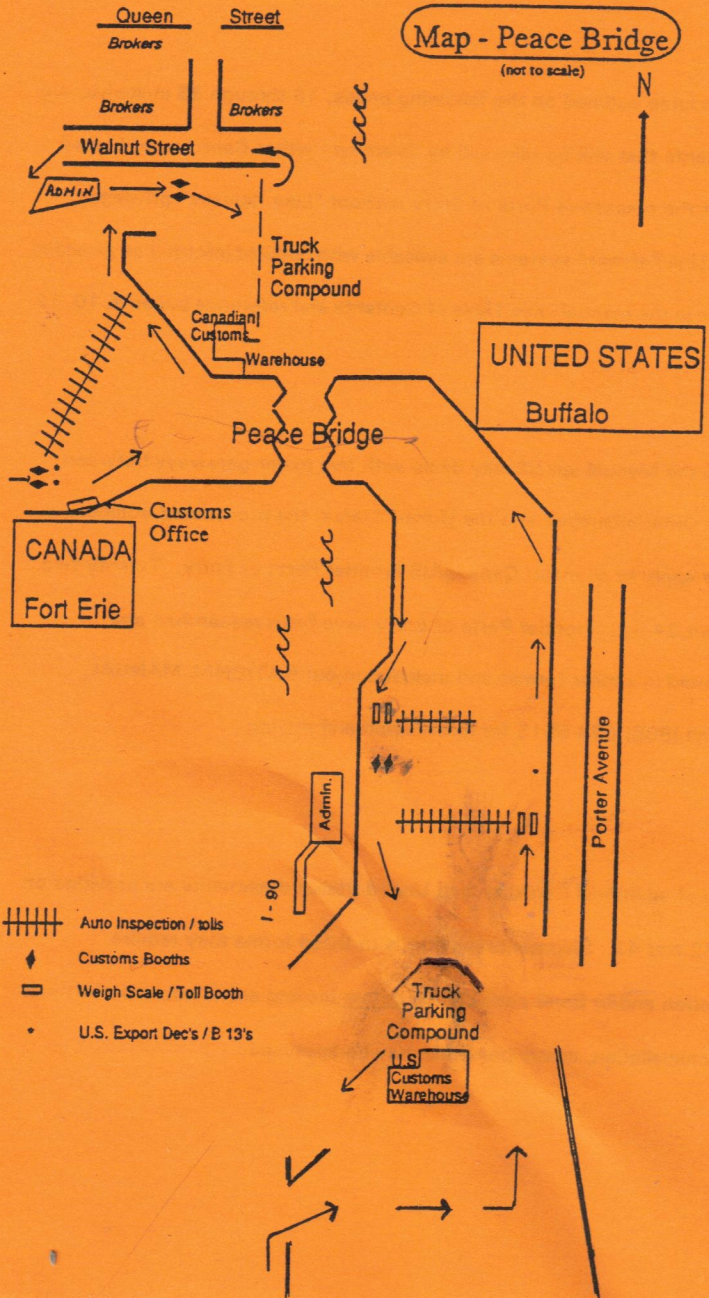 Queen Street
Brokers
Map - Peace Bridge
(not to scale)
N
Brokers
Brokers
Walnut Street
ADMIN
Truck
Parking
Compound
Canadian
Customs
Warehouse
UNITED STATES
Buffalo
Peace Bridge
Customs
Office
CANADA
Fort Erie
Porter Avenue
Admin.
I - 90
Auto Inspection / tolls
Customs Booths
Weigh Scale / Toll Booth
U.S. Export Dec's / B 13's
Truck
Parking
Compound
U.S
Customs
Warehouse